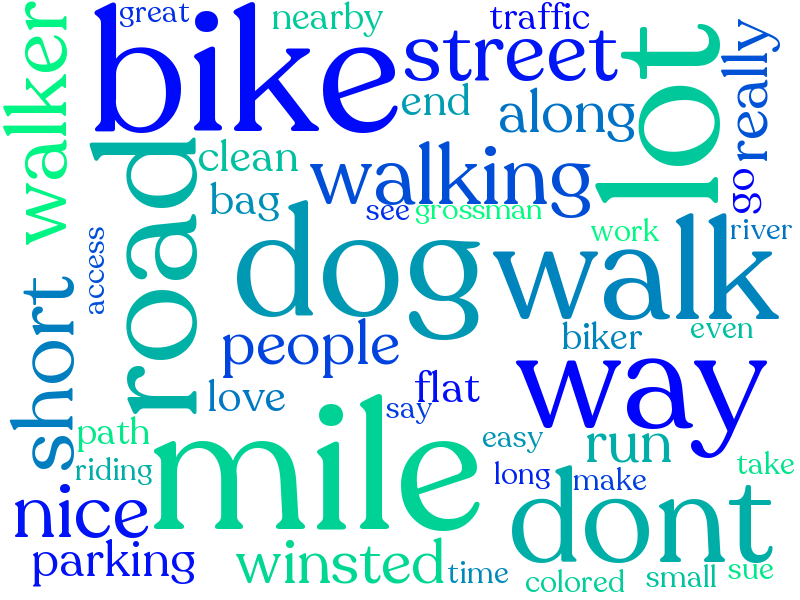 great
nearby
traffic
bike
street
walker
lot
really
end
along
road
clean
walking
bag
see
grossman
go
work
river
access
dog
walk
short
people
biker
even
love
flat
say
way
path
mile
easy
run
riding
long
make
take
nice
dont
parking
winsted
time
colored
small
sue